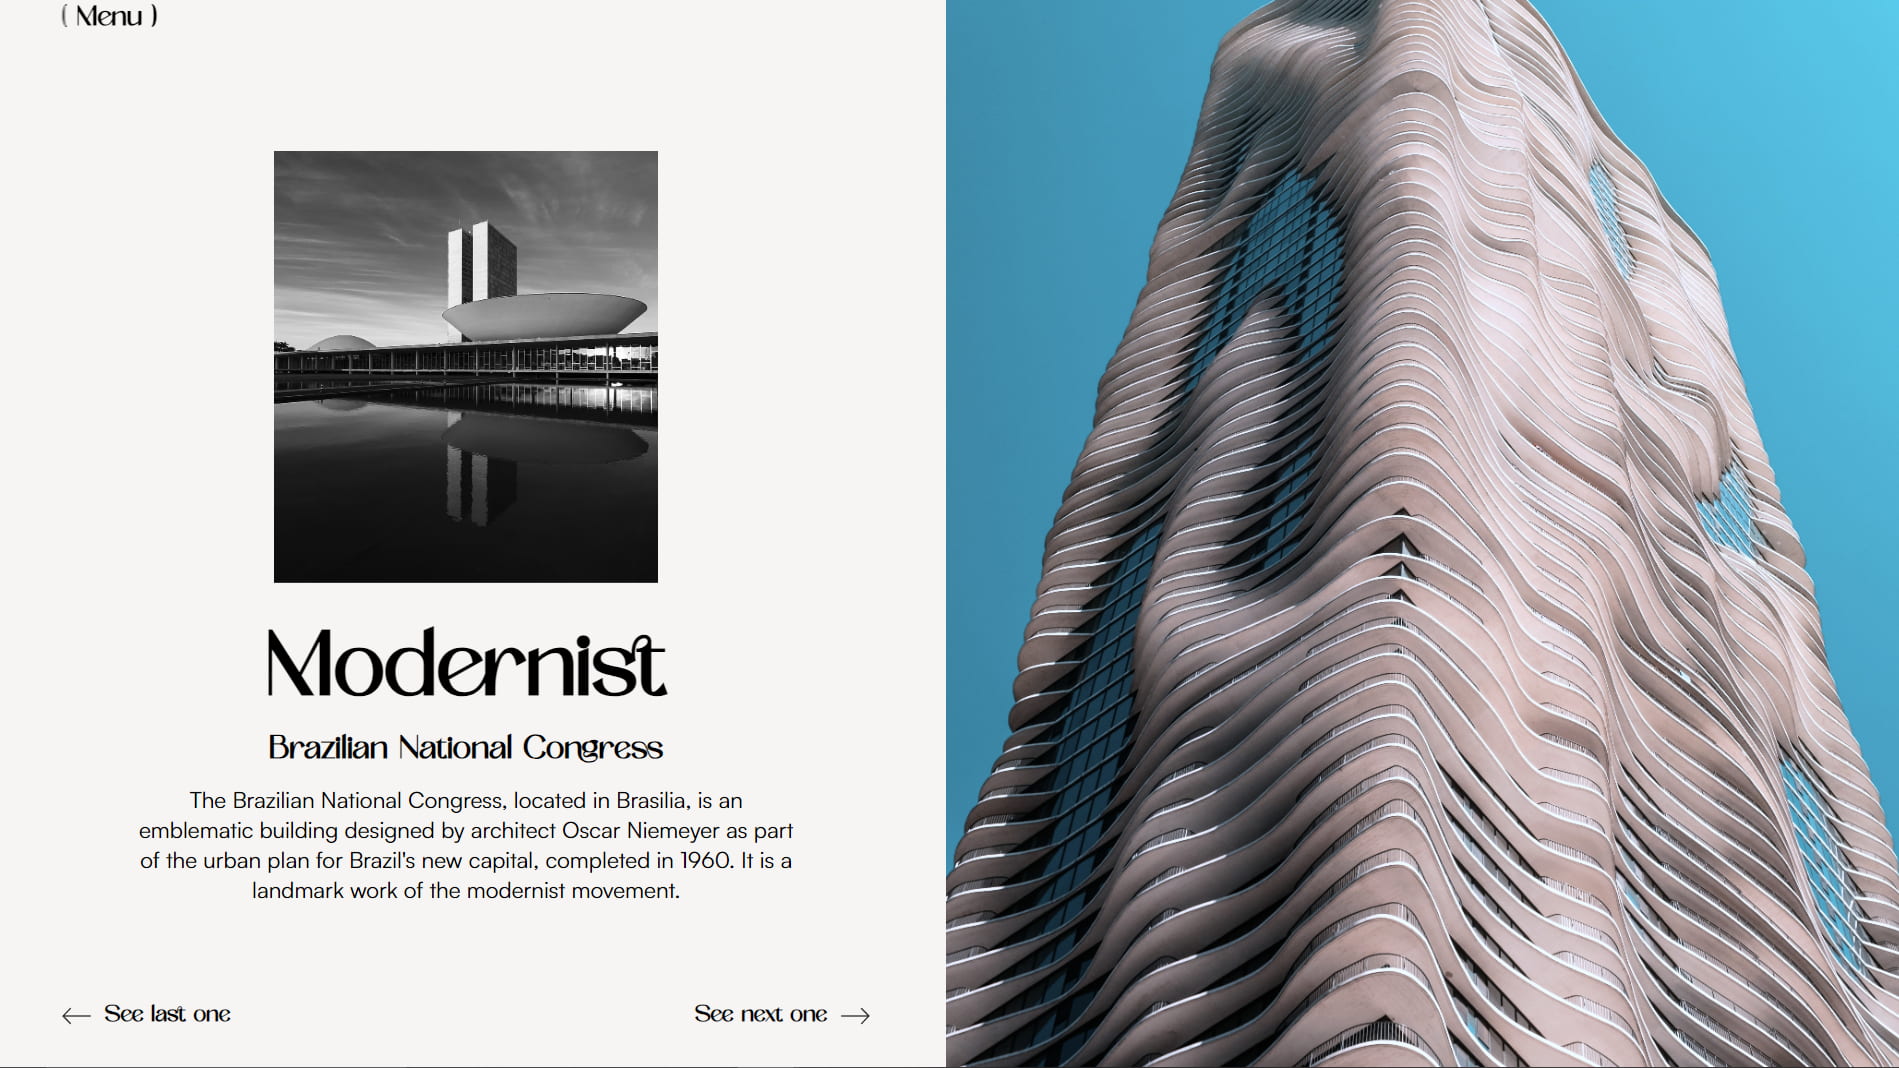 ( Menu )
Modernist
Brazilian National Congress
The Brazilian National Congress, located in Brasilia, is an
emblematic building designed by architect Oscar Niemeyer as part
of the urban plan for Brazil's new capital, completed in 1960. It is a
landmark work of the modernist movement.
See last one
See next one